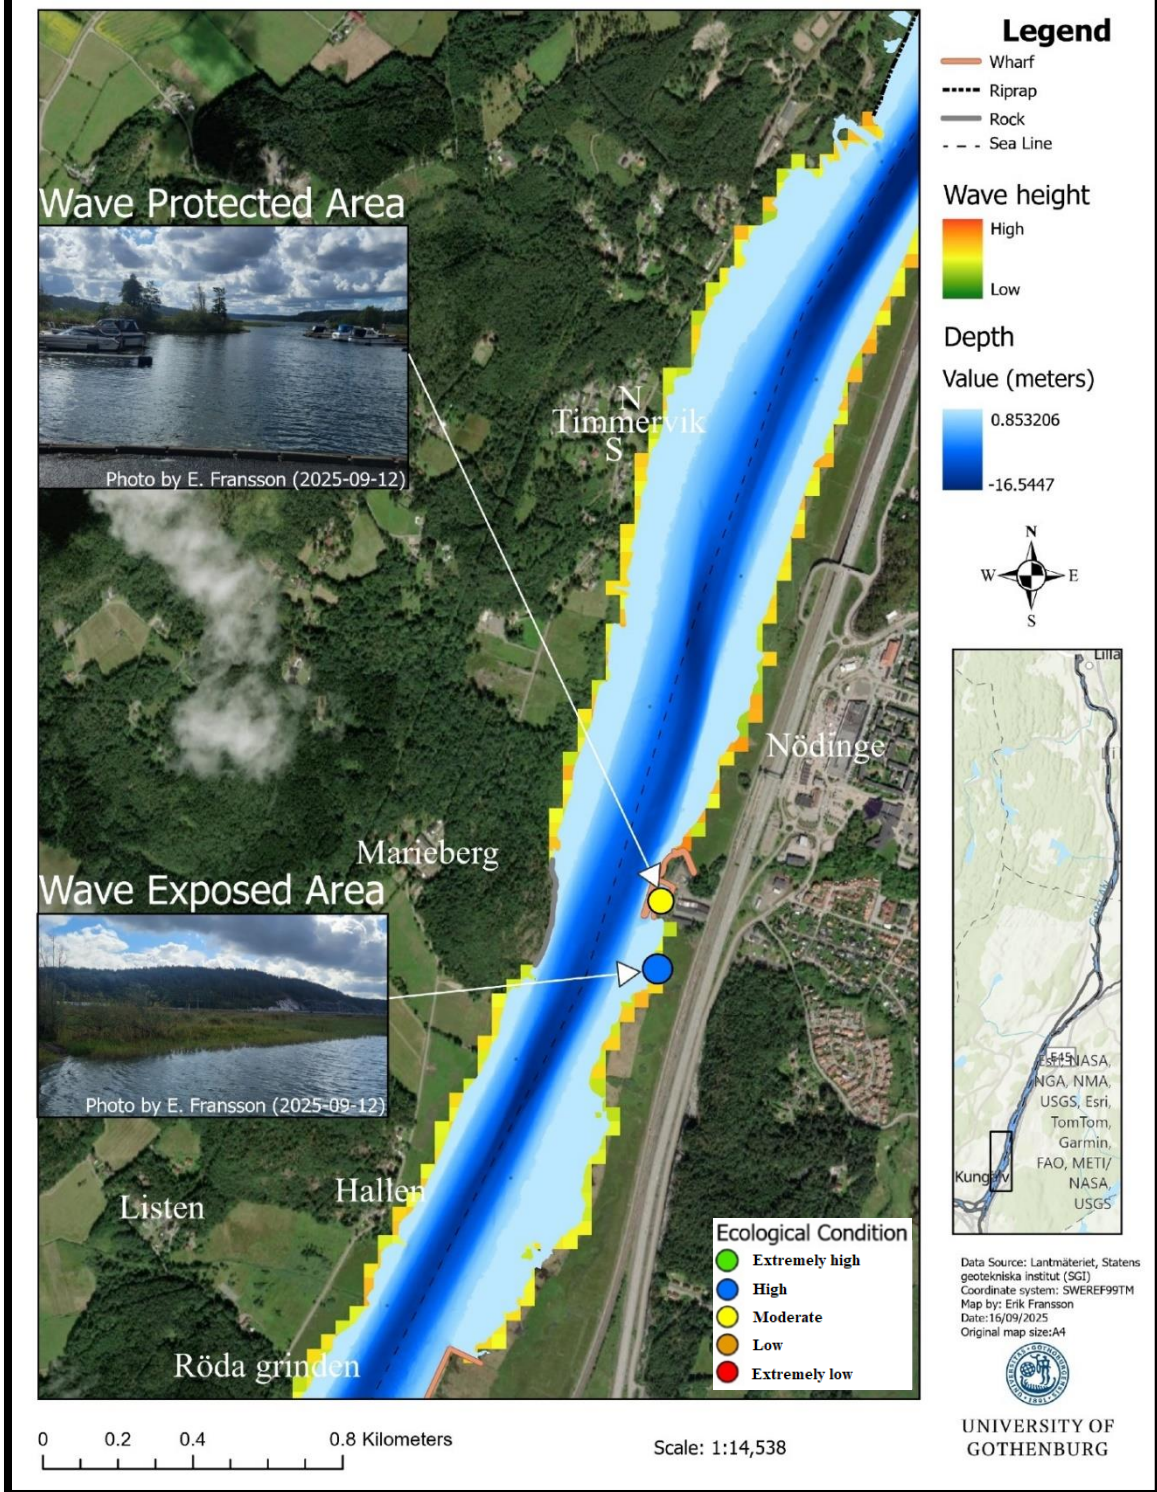 Legend
Wharf
Riprap
Rock
Sea Line
Wave height
High
Low
Depth
Value (meters)
0.853206
-16.5447
N
W
E
S
Wave Protected Area
Photo by E. Fransson (2025-09-12)
N
Timmervik
S
Nödinge
Marieberg
Wave Exposed Area
Photo by E. Fransson (2025-09-12)
Hallen
Listen
Röda grinden
Ecological Condition
Extremely high
High
Moderate
Low
Extremely low
Lilla
E45
Esri, NASA,
NGA, NMA,
USGS, Esri,
TomTom,
Garmin,
FAO, METI/
NASA,
USGS
Kungälv
Data Source: Lantmäteriet, Statens
geotekniska institut (SGI)
Coordinate system: SWEREF99TM
Map by: Erik Fransson
Date:16/09/2025
Original map size:A4
UNIVERSITY OF
GOTHENBURG
0 0.2 0.4 0.8 Kilometers
Scale: 1:14,538